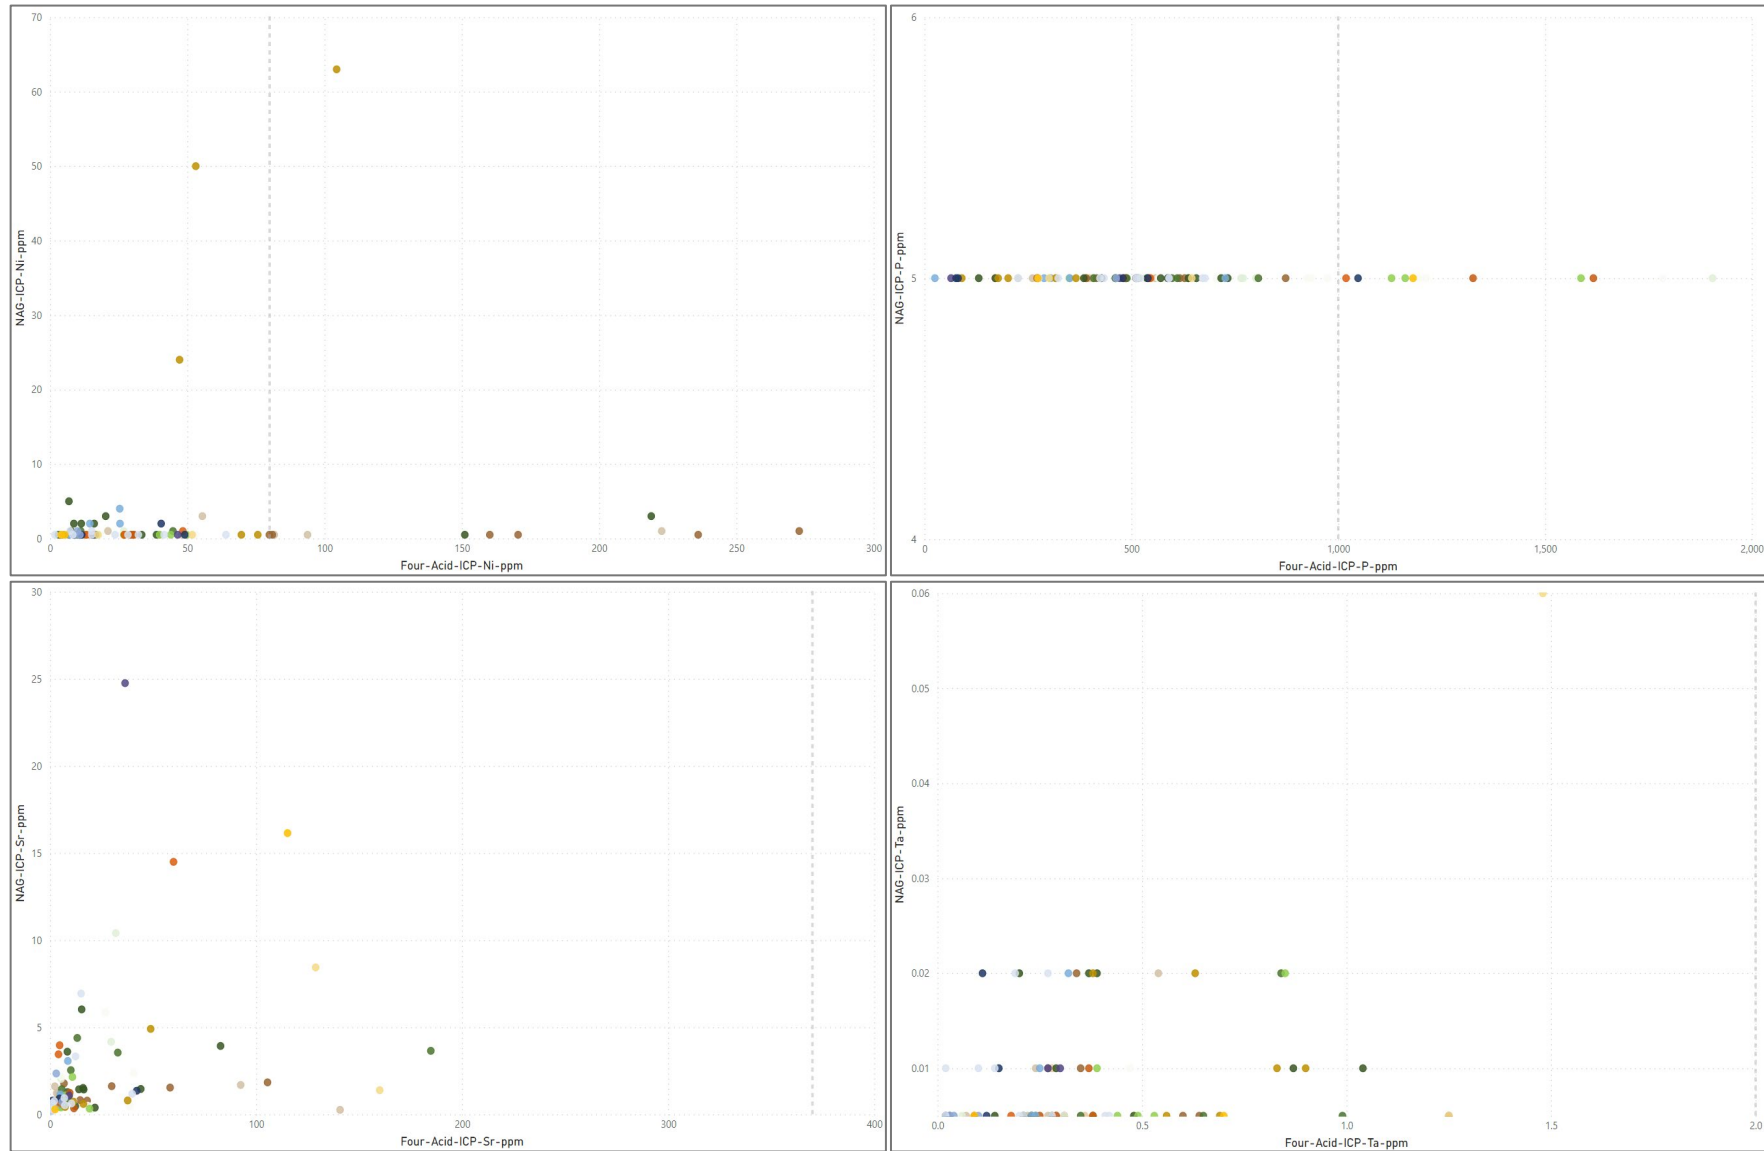 70
60
50
40
30
20
10
0
NAG-ICP-Ni-ppm
0 50 100 150 200 250 300
Four-Acid-ICP-Ni-ppm
6
5
4
NAG-ICP-P-ppm
0 500 1,000 1,500 2,000
Four-Acid-ICP-P-ppm
30
25
20
15
10
5
0
NAG-ICP-Sr-ppm
0 100 200 300 400
Four-Acid-ICP-Sr-ppm
0.06
0.05
0.04
0.03
0.02
0.01
NAG-ICP-Ta-ppm
0.0 0.5 1.0 1.5 2.0
Four-Acid-ICP-Ta-ppm